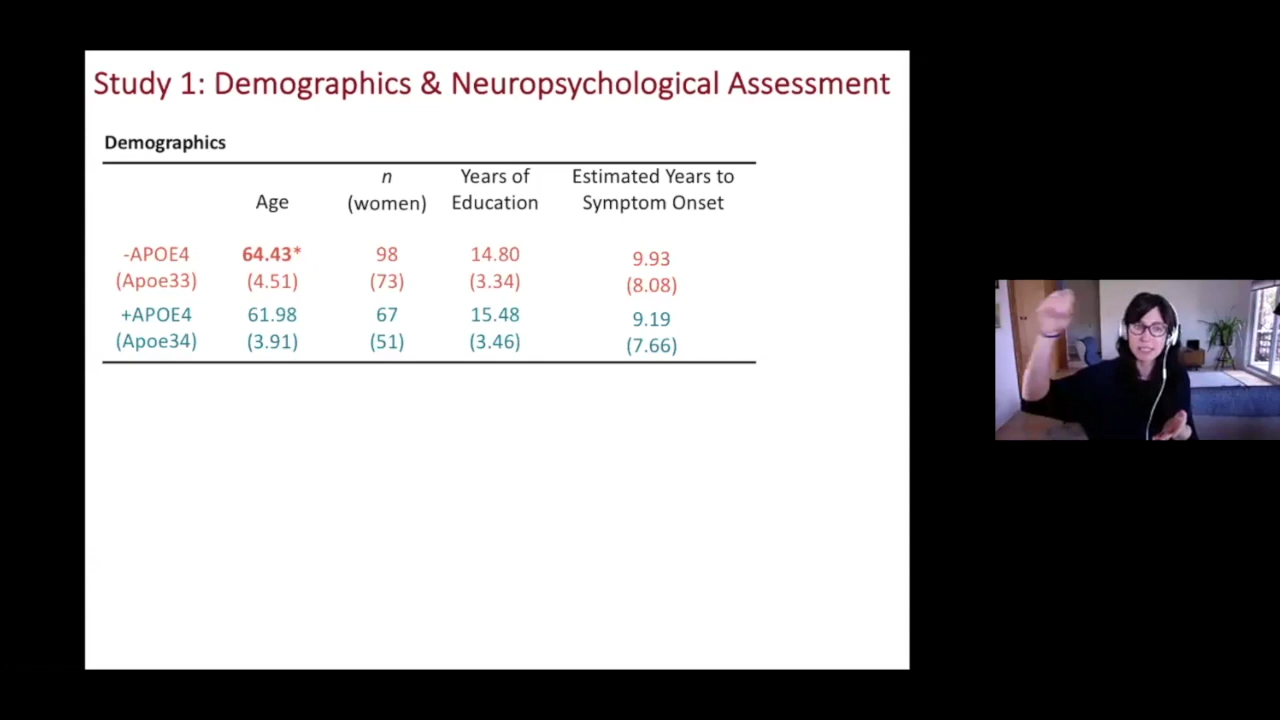 Study 1: Demographics & Neuropsychological Assessment
Demographics
Age
n
(women)
Years of
Education
Estimated Years to
Symptom Onset
-APOE4 64.43* 98 14.80 9.93
(Apoe33) (4.51) (73) (3.34) (8.08)
+APOE4 61.98 67 15.48 9.19
(Apoe34) (3.91) (51) (3.46) (7.66)